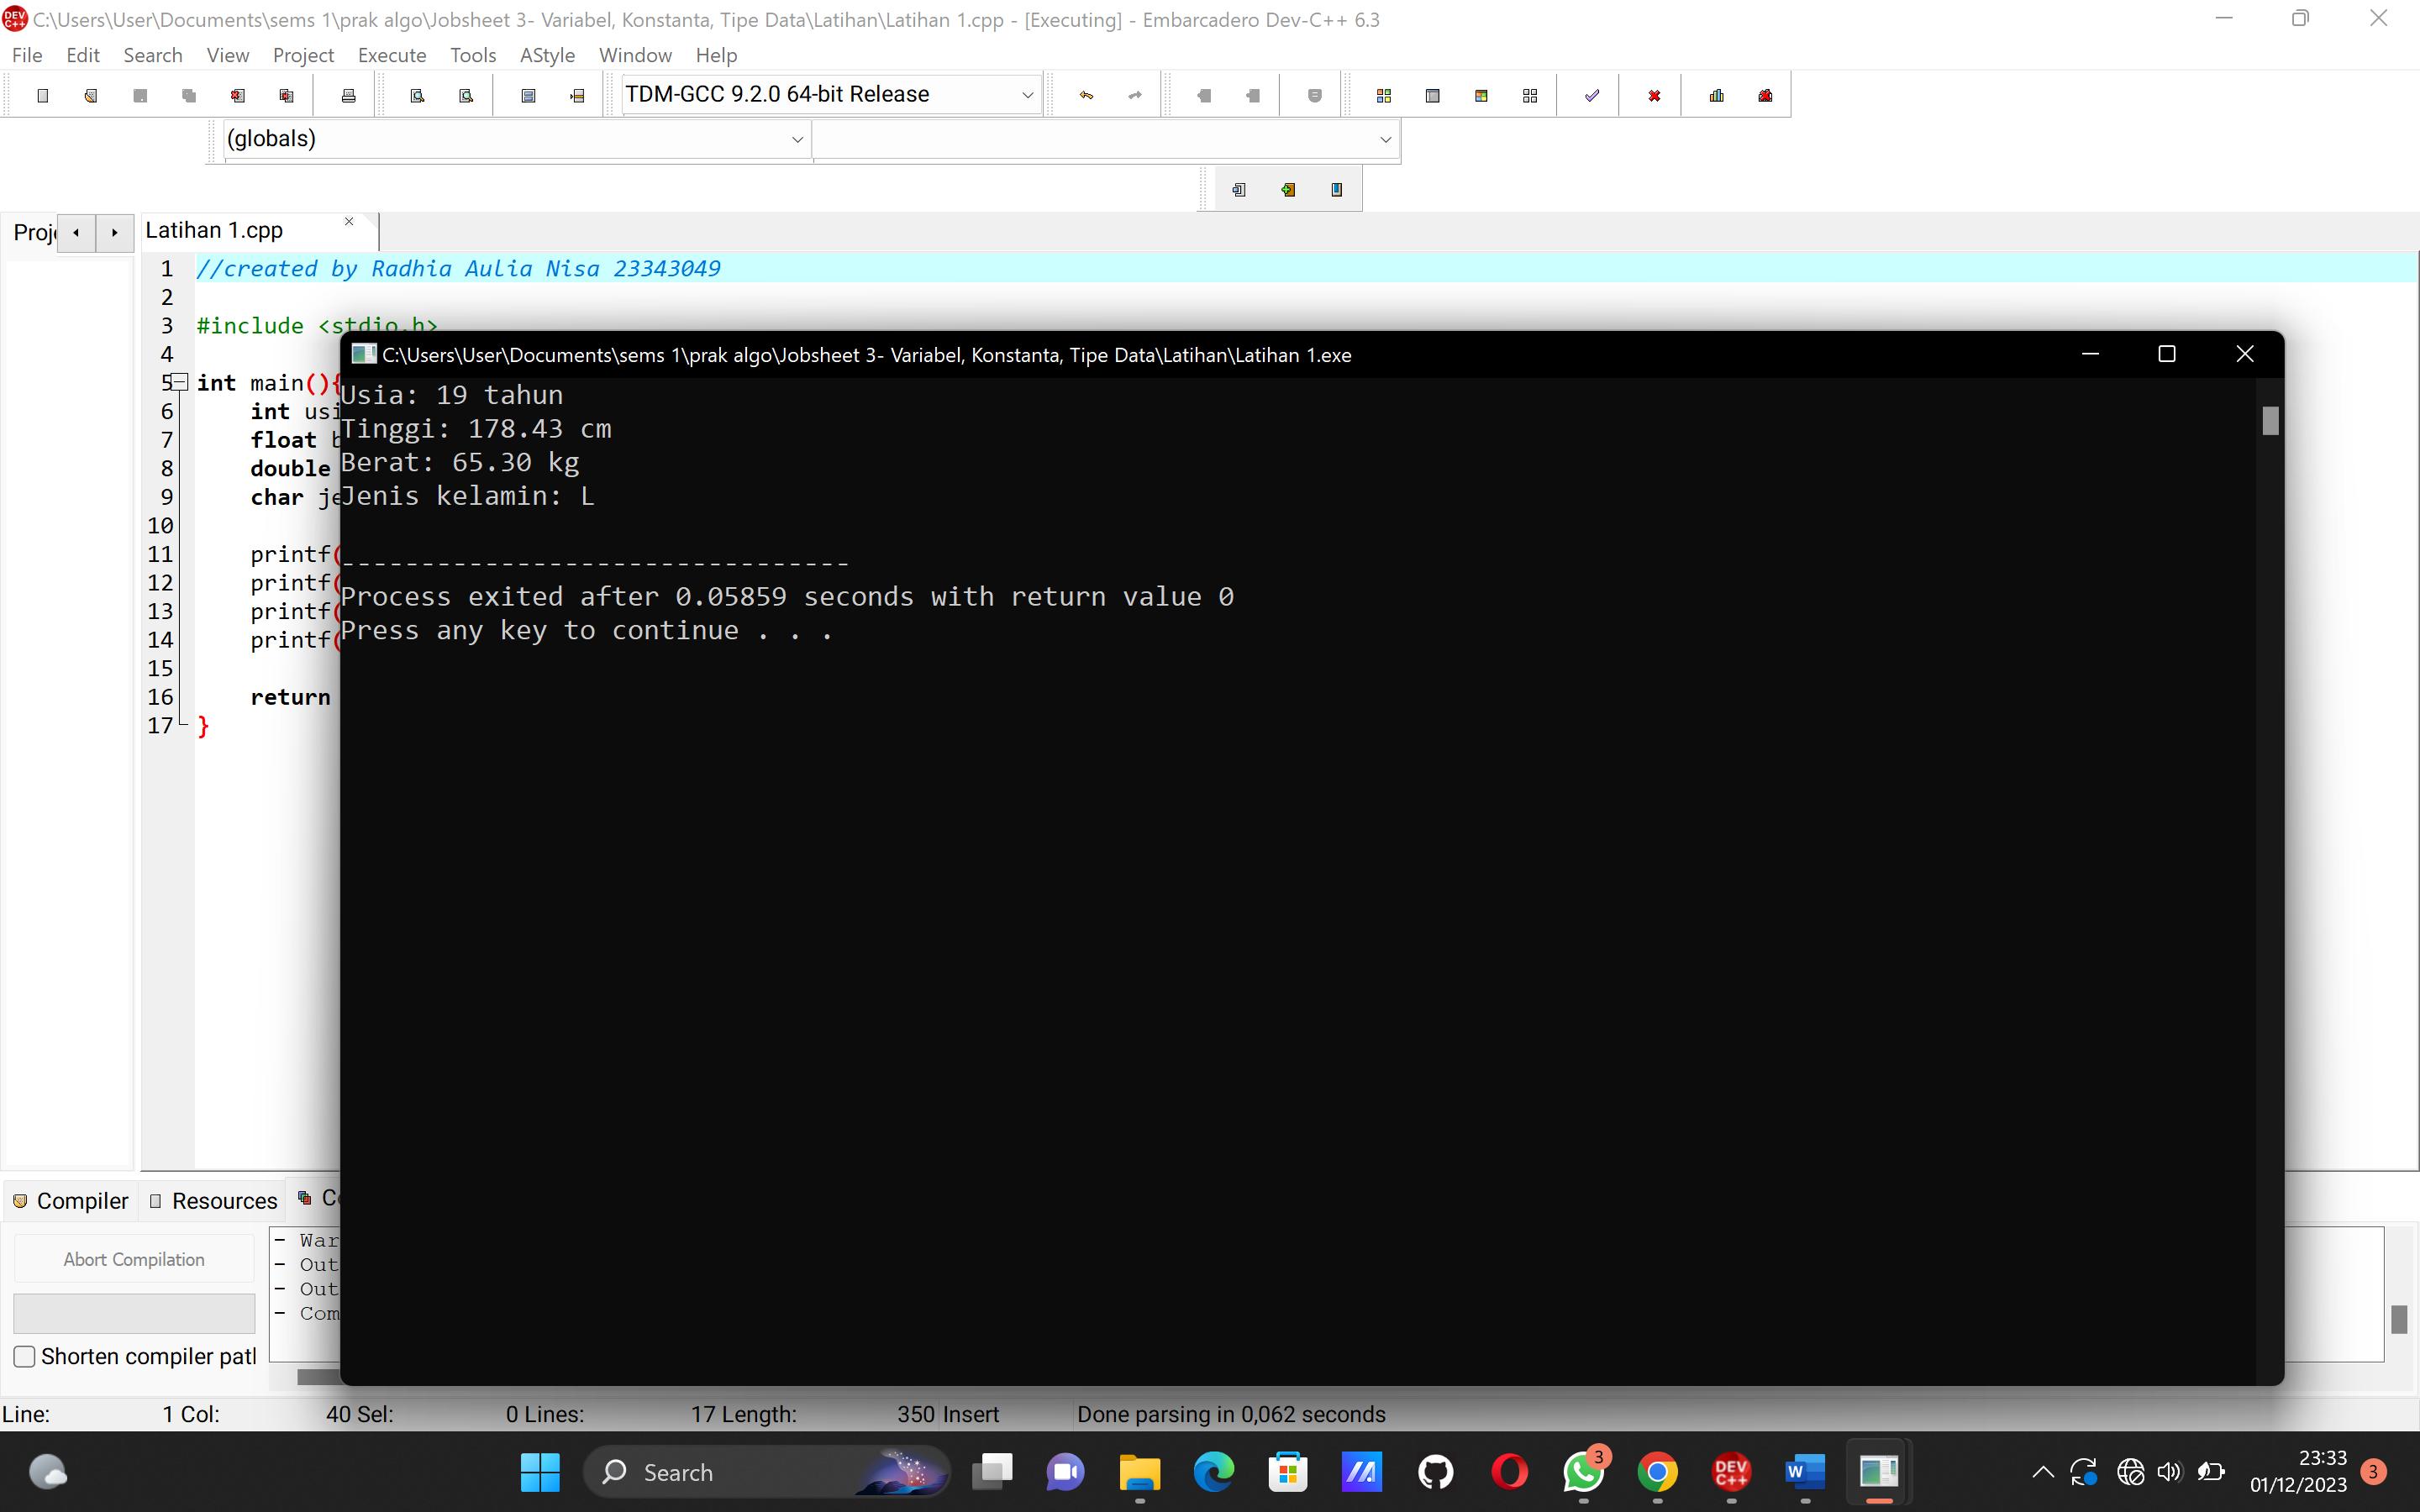 C:\Users\User\Documents\sems 1\prak algo\Jobsheet 3- Variabel, Konstanta, Tipe Data\Latihan\Latihan 1.cpp - [Executing] - Embarcadero Dev-C++ 6.3
File Edit Search View Project Execute Tools AStyle Window Help
TDM-GCC 9.2.0 64-bit Release
(globals)
Latihan 1.cpp
1 //created by Radhia Aulia Nisa 23343049
2
3 #include <stdio.h>
4
5 int main(){
6 int
7 float
8 double
9 char
10
11 printf(
12 printf(
13 printf(
14 printf(
15
16 return
17 }
C:\Users\User\Documents\sems 1\prak algo\Jobsheet 3- Variabel, Konstanta, Tipe Data\Latihan\Latihan 1.exe
Usia: 19 tahun
Tinggi: 178.43 cm
Berat: 65.30 kg
Jenis kelamin: L
--------------------------------
Process exited after 0.05859 seconds with return value 0
Press any key to continue . . .
Compiler Resources
Abort Compilation
Shorten compiler
Line: 1 Col: 40 Sel: 0 Lines: 17 Length: 350 Insert Done parsing in 0,062 seconds
Search
3
DEV C++
W
23:33
01/12/2023
3